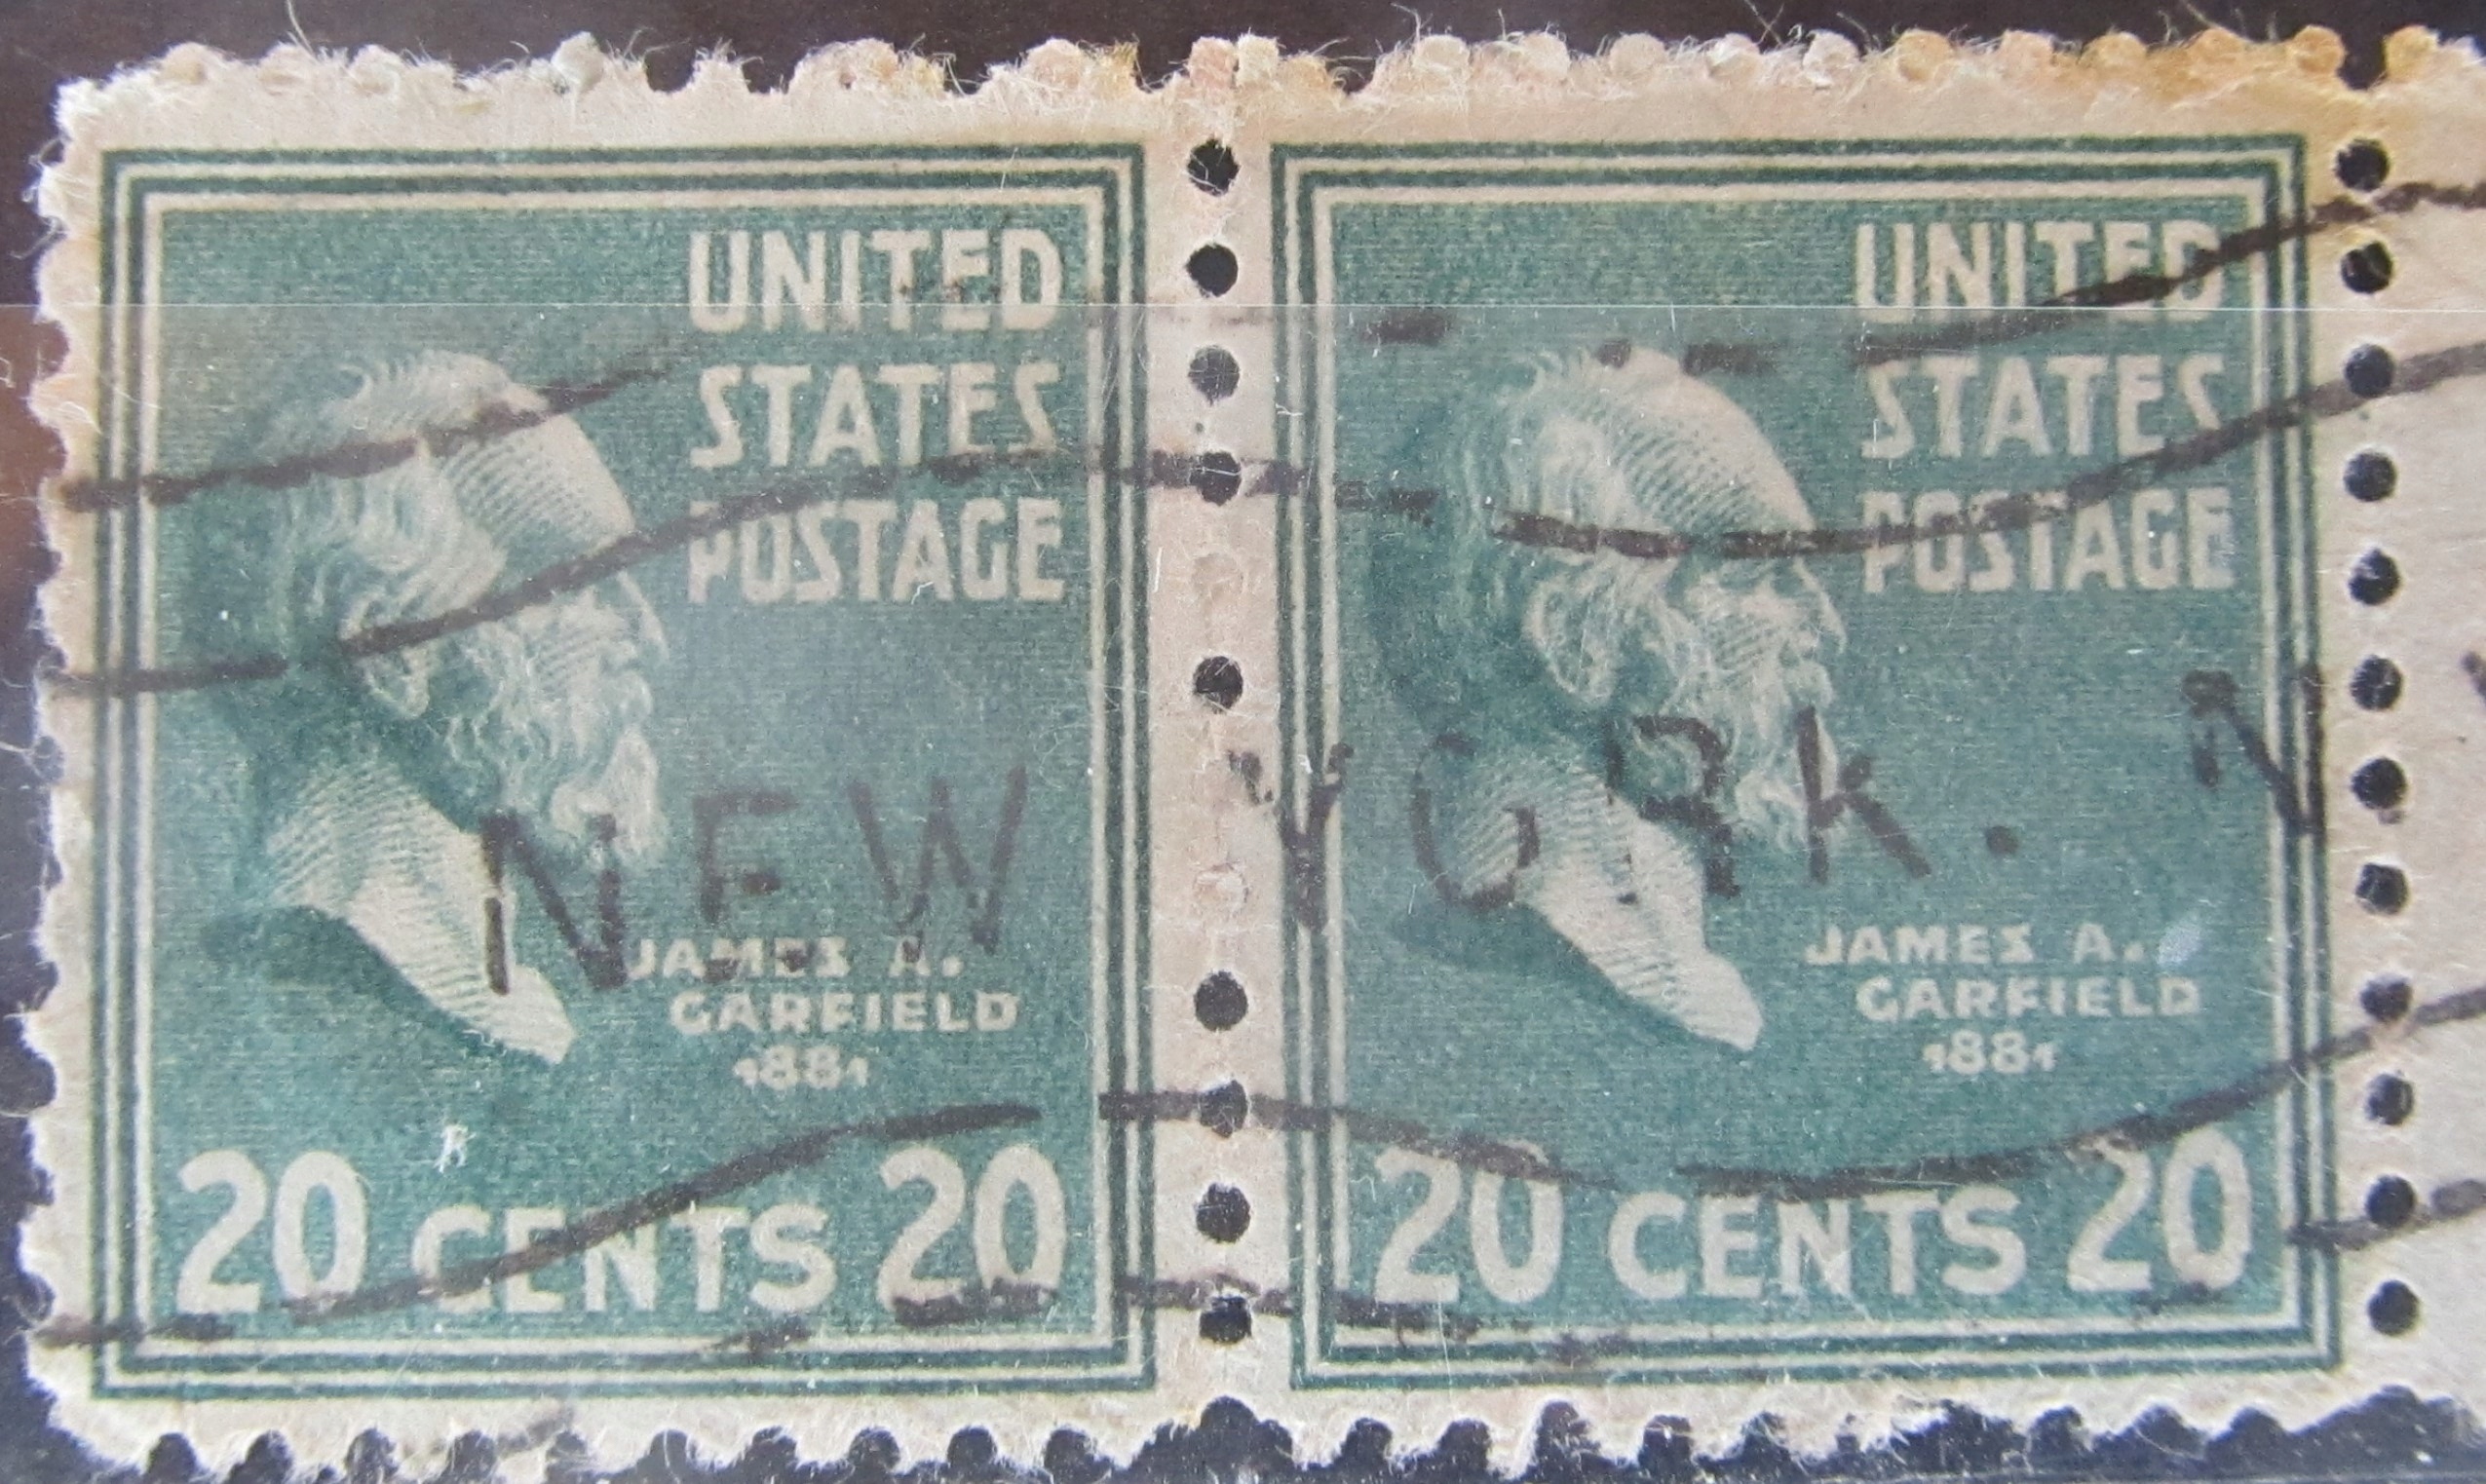 UNITED
STATES
POSTAGE
JAMES A.
GARFIELD
1881
20 CENTS 20
UNITED
STATES
POSTAGE
JAMES A.
GARFIELD
1881
20 CENTS 20
NEW YORK.